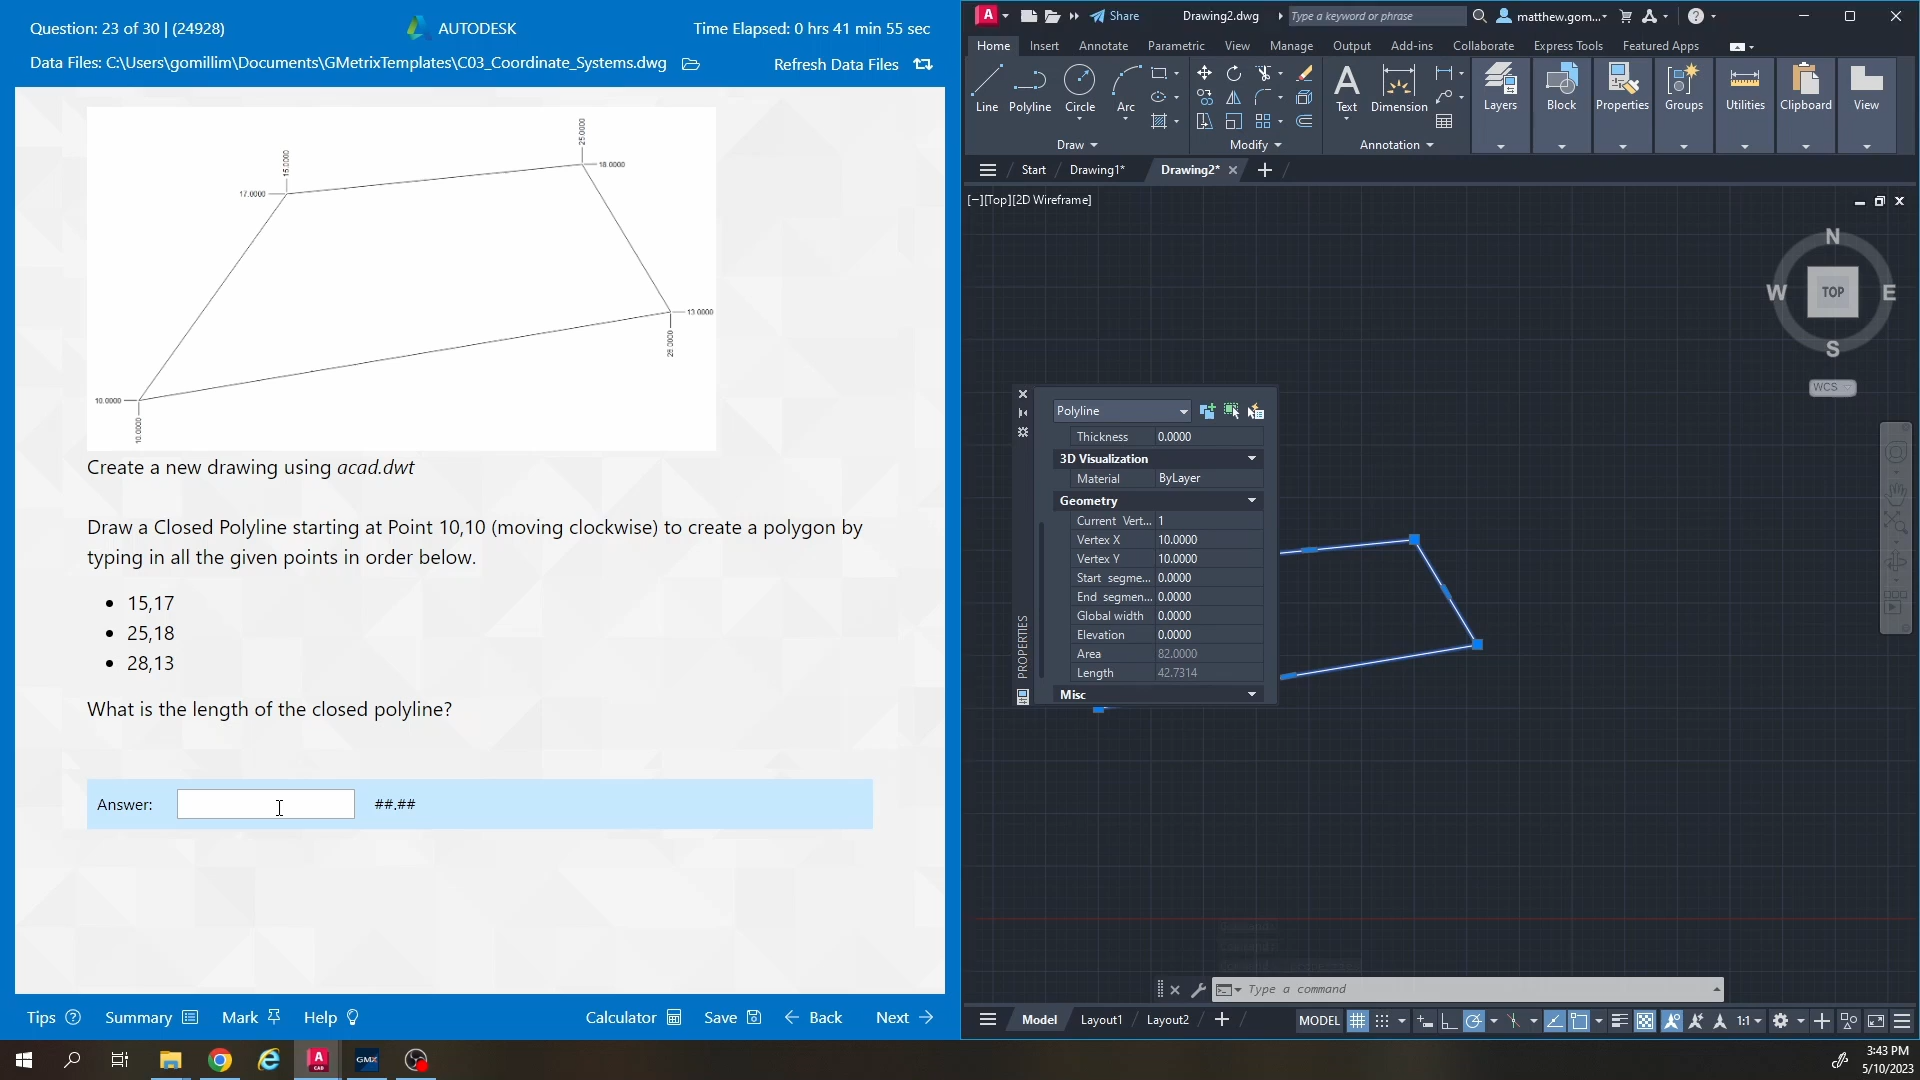 Question: 23 of 30 | (24928)
AUTODESK
Time Elapsed: 0 hrs 41 min 55 sec
Data Files: C:\Users\gomillim\Documents\GMetrixTemplates\C03_Coordinate_Systems.dwg
Refresh Data Files
25.0000
15.0000
18.0000
17.0000
13.0000
28.0000
10.0000
10.0000
Create a new drawing using acad.dwt
Draw a Closed Polyline starting at Point 10,10 (moving clockwise) to create a polygon by
typing in all the given points in order below.
• 15,17
• 25,18
• 28,13
What is the length of the closed polyline?
Answer:
##.##
Tips
Summary
Mark
Help
Calculator
Save
Back
Next
A
Share
Drawing2.dwg
Type a keyword or phrase
matthew.gom...
Home
Insert
Annotate
Parametric
View
Manage
Output
Add-ins
Collaborate
Express Tools
Featured Apps
Line
Polyline
Circle
Arc
Text
Dimension
Layers
Block
Properties
Groups
Utilities
Clipboard
View
Draw
Modify
Annotation
Start
Drawing1*
Drawing2*
[−][Top][2D Wireframe]
N
W
TOP
E
S
WCS
PROPERTIES
Polyline
Thickness 0.0000
3D Visualization
Material ByLayer
Geometry
Current Vert... 1
Vertex X 10.0000
Vertex Y 10.0000
Start segme... 0.0000
End segmen... 0.0000
Global width 0.0000
Elevation 0.0000
Area 82.0000
Length 42.7314
Misc
Type a command
Model
Layout1
Layout2
MODEL
1:1
A CAD
GMX
3:43 PM
5/10/2023